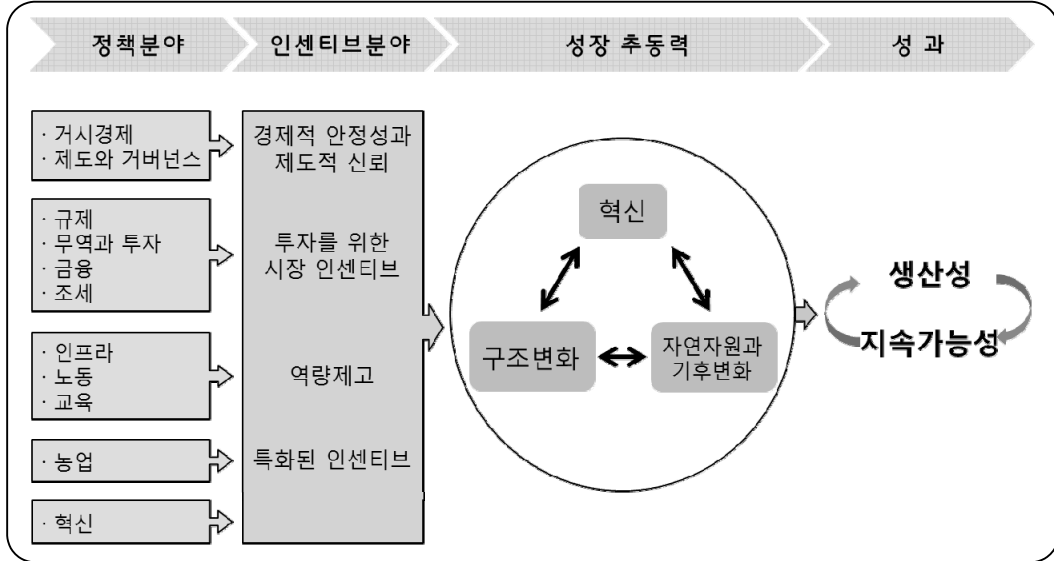 정책분야
인센티브분야
성장 추동력
성 과
· 거시경제
· 제도와 거버넌스
경제적 안정성과
제도적 신뢰
· 규제
· 무역과 투자
· 금융
· 조세
투자를 위한
시장 인센티브
· 인프라
· 노동
· 교육
역량제고
· 농업
특화된 인센티브
· 혁신
혁신
구조변화
자연자원과
기후변화
생산성
지속가능성